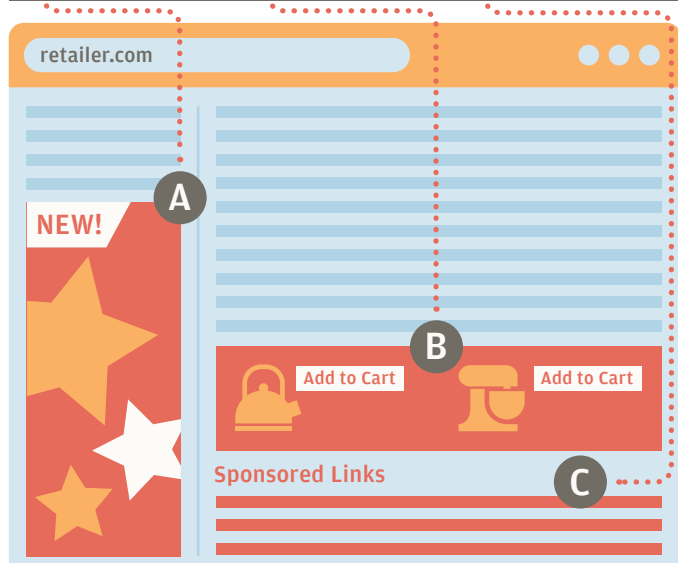 retailer.com
A
NEW!
B
Add to Cart
Add to Cart
Sponsored Links
C